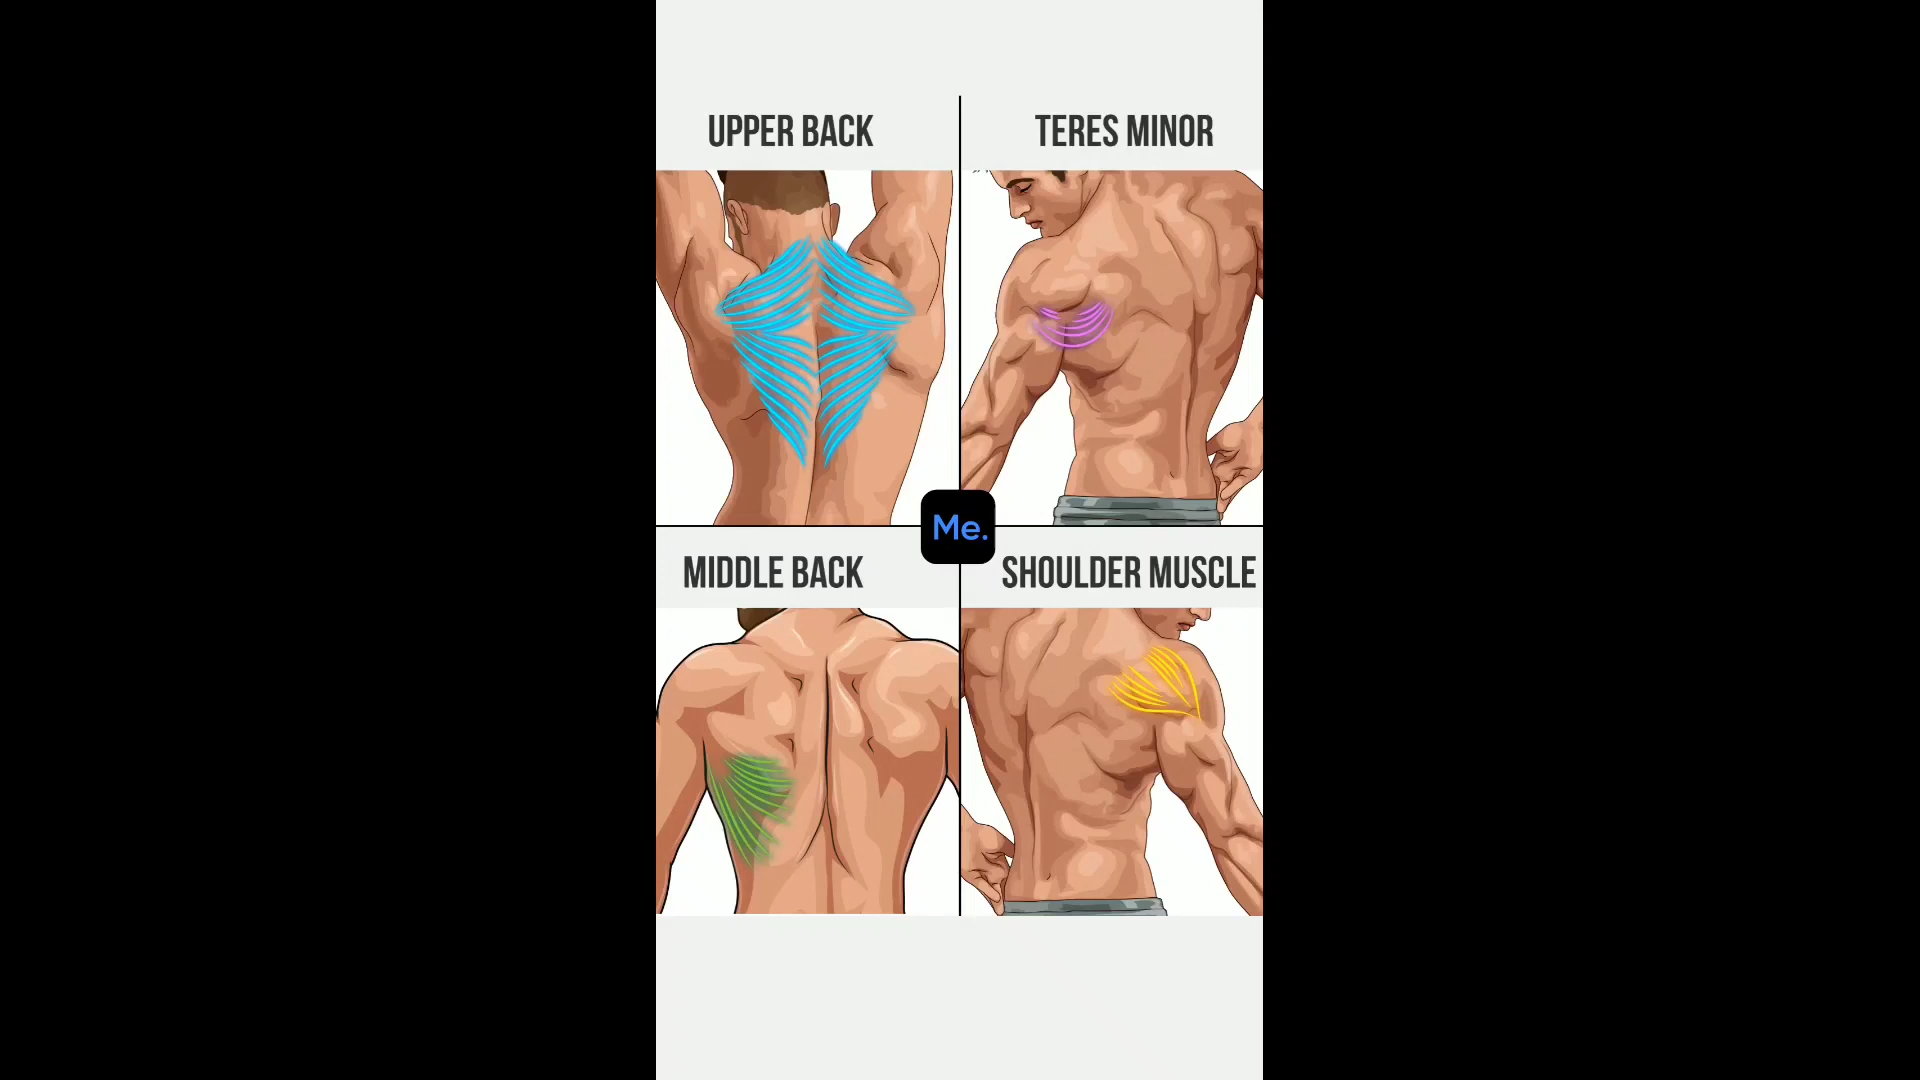 UPPER BACK
TERES MINOR
Me.
MIDDLE BACK
SHOULDER MUSCLE